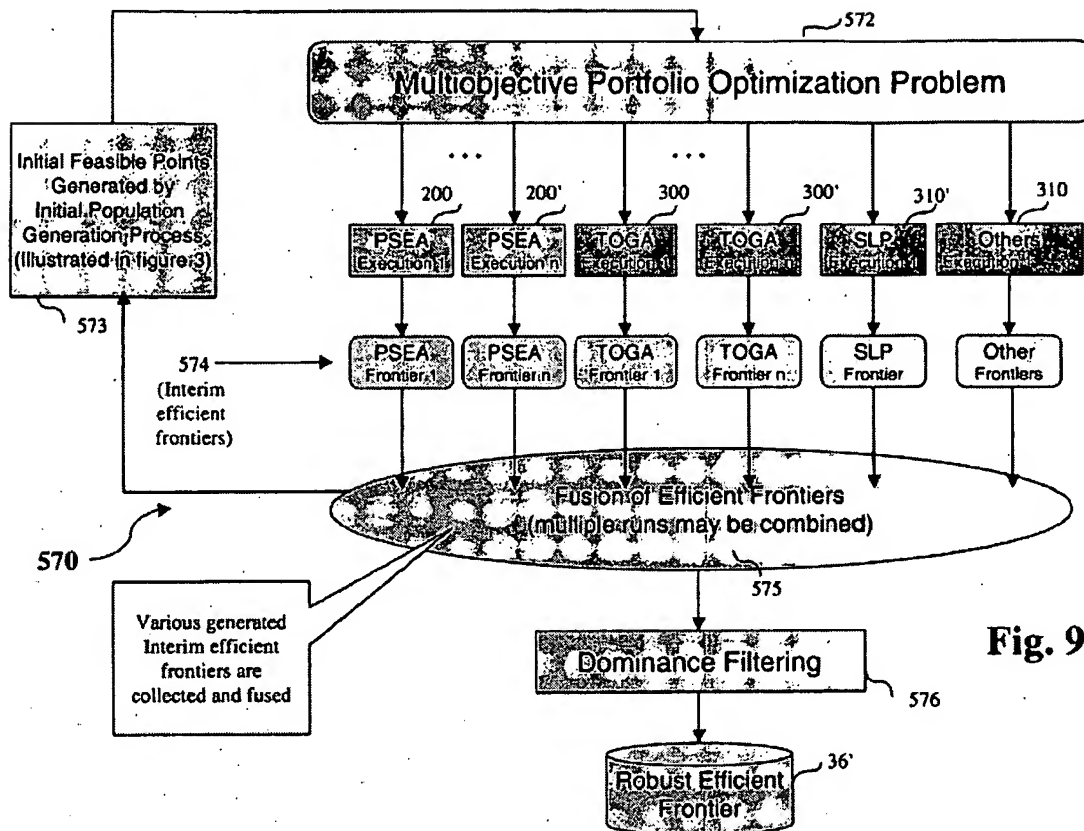 572
Multiobjective Portfolio Optimization Problem
Initial Feasible Points
Generated by
Initial Population
Generation Process
(Illustrated in figure 3)
573
...
...
200
200'
300
300'
310'
310
PSEA
Execution 1
PSEA
Execution n
TOGA
Execution 1
TOGA
Execution n
SLP
Execution
Others
Execution
574
(Interim
efficient
frontiers)
PSEA
Frontier 1
PSEA
Frontier n
TOGA
Frontier 1
TOGA
Frontier n
SLP
Frontier
Other
Frontiers
Fusion of Efficient Frontiers
(multiple runs may be combined)
570
575
Various generated
Interim efficient
frontiers are
collected and fused
Dominance Filtering
Fig. 9
576
36'
Robust Efficient
Frontier